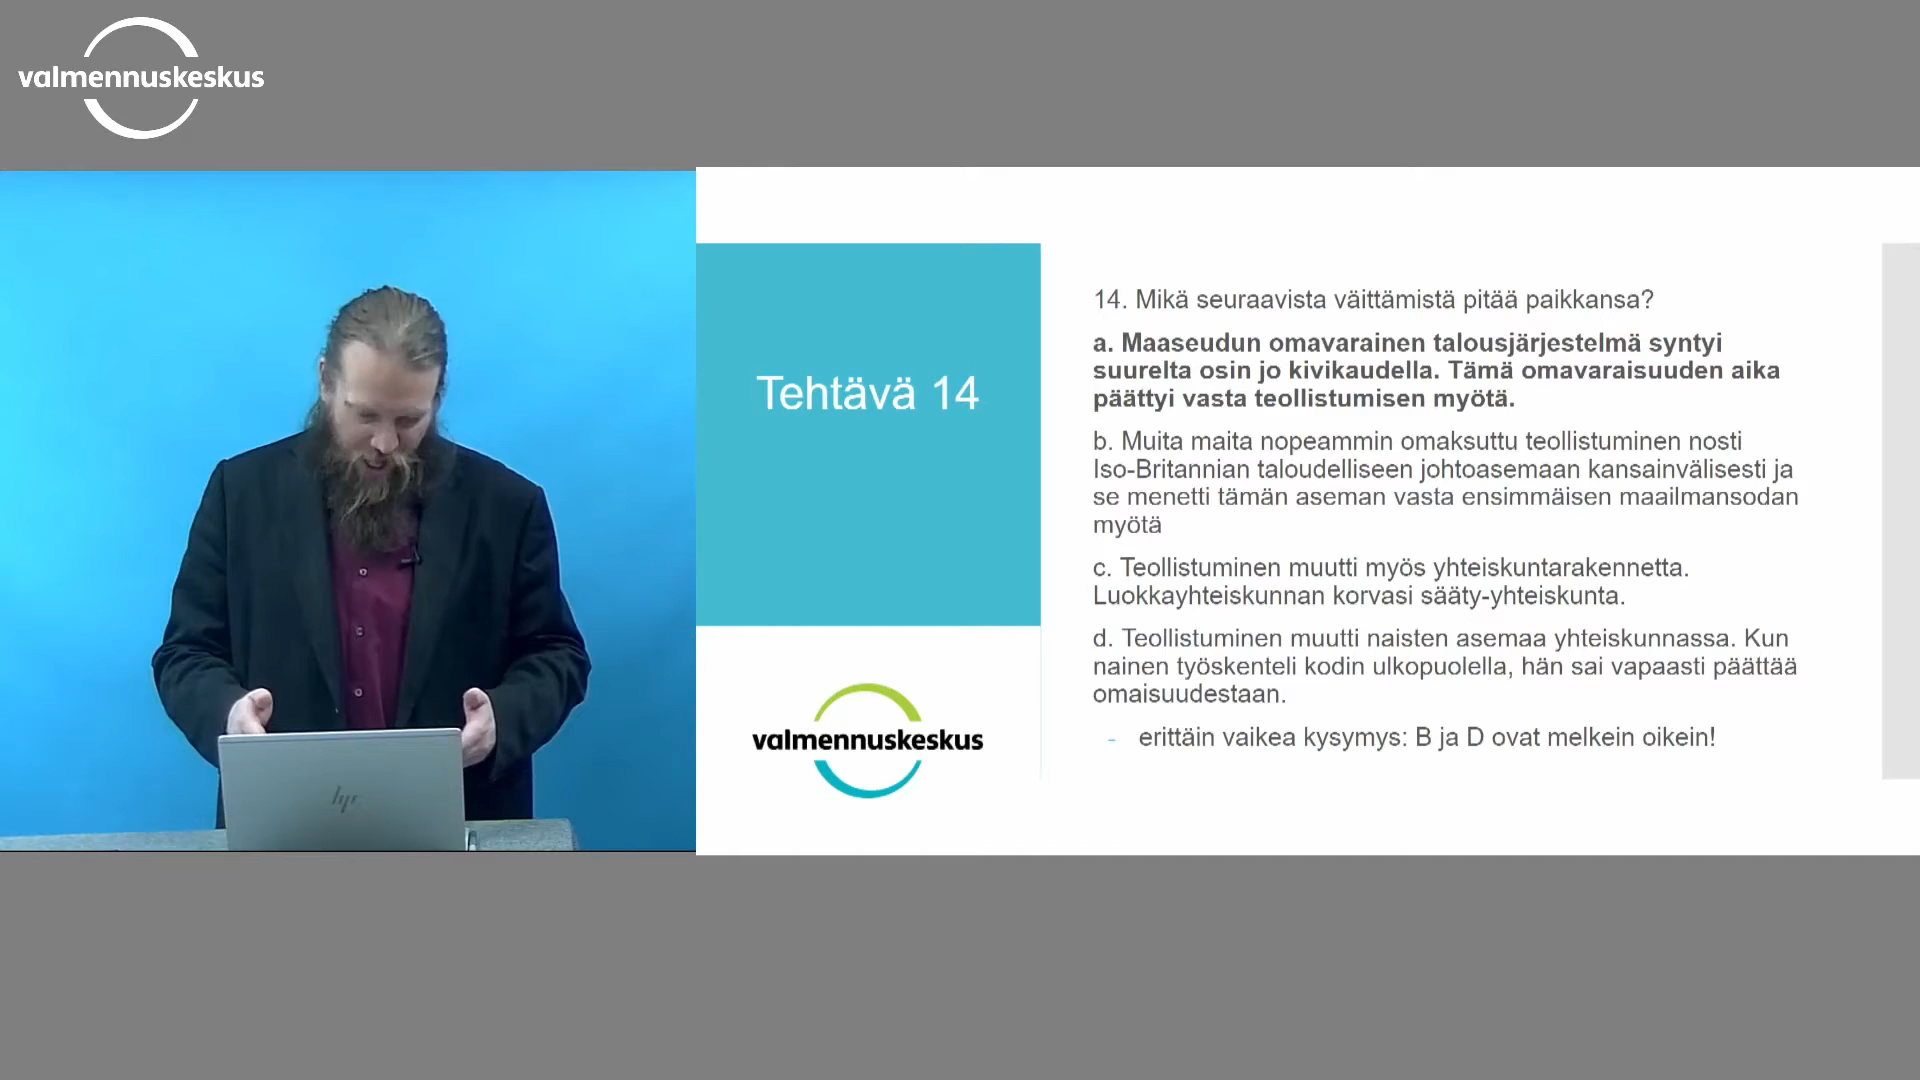 valmennuskeskus
Tehtävä 14
valmennuskeskus
14. Mikä seuraavista väittämistä pitää paikkansa?
a. Maaseudun omavarainen talousjärjestelmä syntyi
suurelta osin jo kivikaudella. Tämä omavaraisuuden aika
päättyi vasta teollistumisen myötä.
b. Muita maita nopeammin omaksuttu teollistuminen nosti
Iso-Britannian taloudelliseen johtoasemaan kansainvälisesti ja
se menetti tämän aseman vasta ensimmäisen maailmansodan
myötä
c. Teollistuminen muutti myös yhteiskuntarakennetta.
Luokkayhteiskunnan korvasi sääty-yhteiskunta.
d. Teollistuminen muutti naisten asemaa yhteiskunnassa. Kun
nainen työskenteli kodin ulkopuolella, hän sai vapaasti päättää
omaisuudestaan.
- erittäin vaikea kysymys: B ja D ovat melkein oikein!
hp